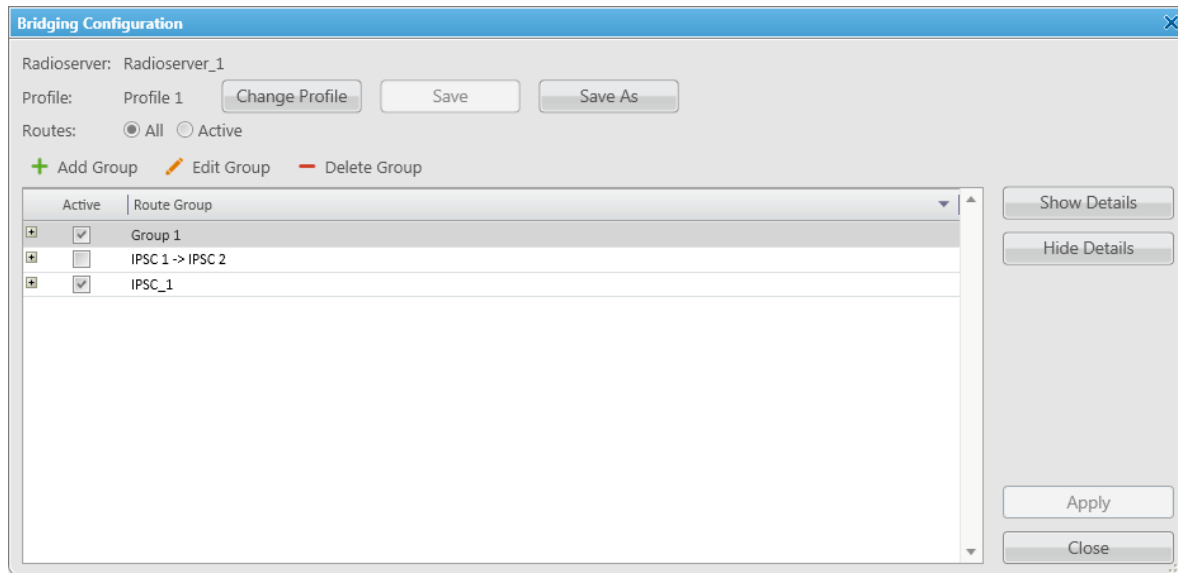 Bridging Configuration
Radioserver: Radioserver_1
Profile: Profile 1 Change Profile Save Save As
Routes: All Active
Add Group Edit Group Delete Group
Active Route Group
Group 1
IPSC 1 -> IPSC 2
IPSC_1
Show Details
Hide Details
Apply
Close